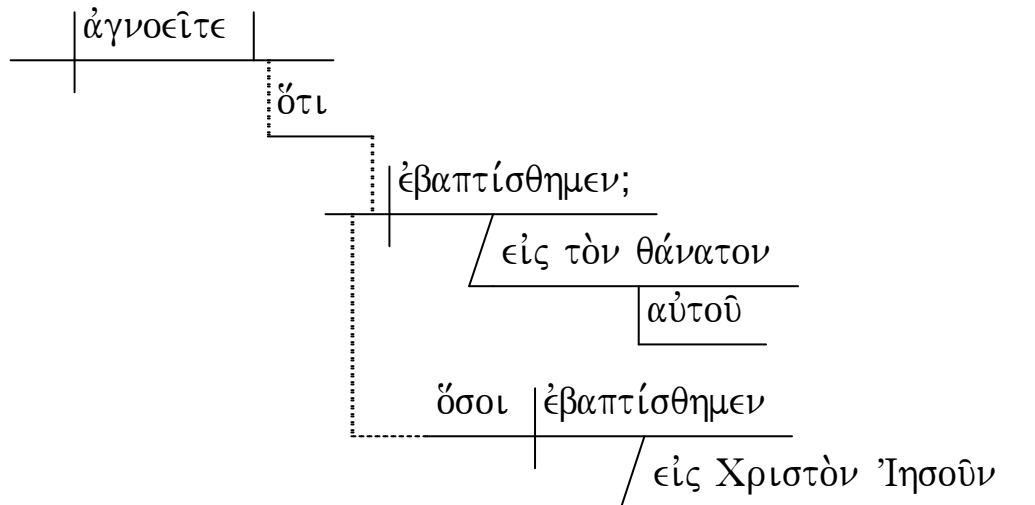 ἀγνοεῖτε
ὅτι
ἐβαπτίσθημεν;
εἰς τὸν θάνατον
αὐτοῦ
ὅσοι ἐβαπτίσθημεν
εἰς Χριστὸν Ἰησοῦν